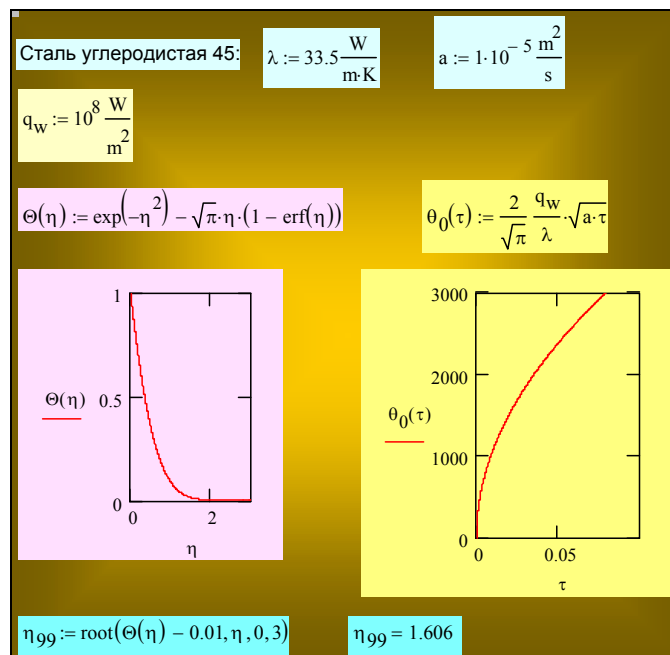 Сталь углеродистая 45: λ := 33.5 W/(m·K) a := 1·10^(−5) m^2/s
q_w := 10^8 W/m^2
Θ(η) := exp(−η^2) − √π·η·(1 − erf(η)) θ_0(τ) := 2/√π q_w/λ·√(a·τ)
1
0.5
0
Θ(η)
0 2
η
3000
2000
1000
0
θ_0(τ)
0 0.05
τ
η_99 := root(Θ(η) − 0.01, η, 0, 3) η_99 = 1.606